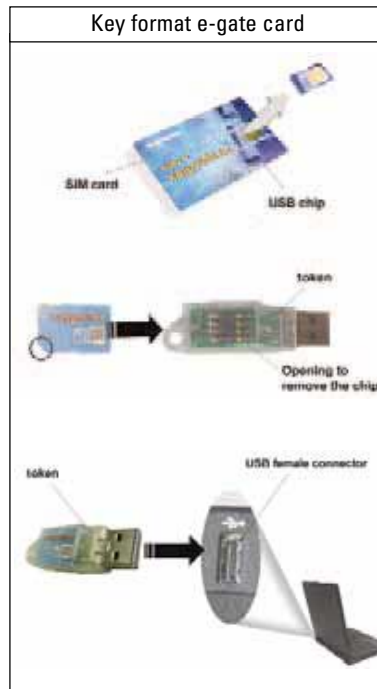 Key format e-gate card
SIM card
USB chip
token
Opening to
remove the chip
USB female connector
token